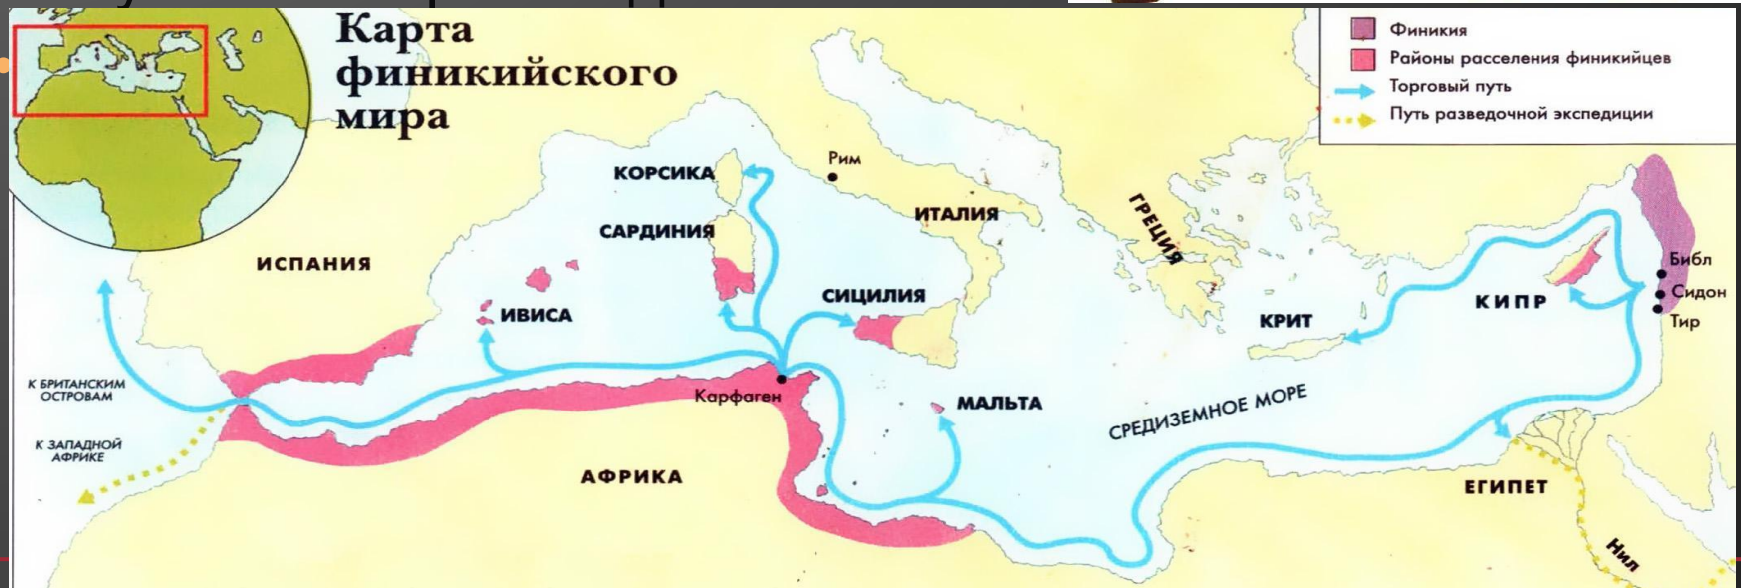 Карта
финикийского
мира
Финикия
Районы расселения финикийцев
Торговый путь
Путь разведочной экспедиции
КОРСИКА
Рим
САРДИНИЯ
ИТАЛИЯ
ГРЕЦИЯ
ИСПАНИЯ
Библ
Сидон
Тир
ИВИСА
СИЦИЛИЯ
КРИТ
КИПР
К БРИТАНСКИМ
ОСТРОВАМ
Карфаген
МАЛЬТА
СРЕДИЗЕМНОЕ МОРЕ
К ЗАПАДНОЙ
АФРИКЕ
АФРИКА
ЕГИПЕТ
Нил